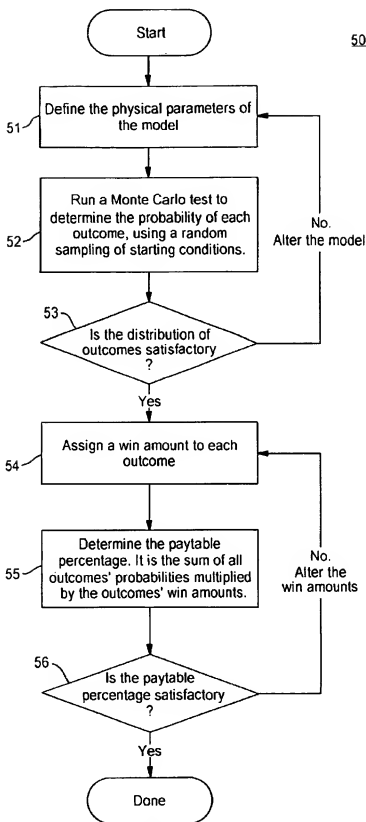 Start
50
Define the physical parameters of
the model
51
Run a Monte Carlo test to
determine the probability of each
outcome, using a random
sampling of starting conditions.
52
No.
Alter the model
53
Is the distribution of
outcomes satisfactory
?
Yes
Assign a win amount to each
outcome
54
Determine the paytable
percentage. It is the sum of all
outcomes' probabilities multiplied
by the outcomes' win amounts.
55
No.
Alter the
win amounts
56
Is the paytable
percentage satisfactory
?
Yes
Done